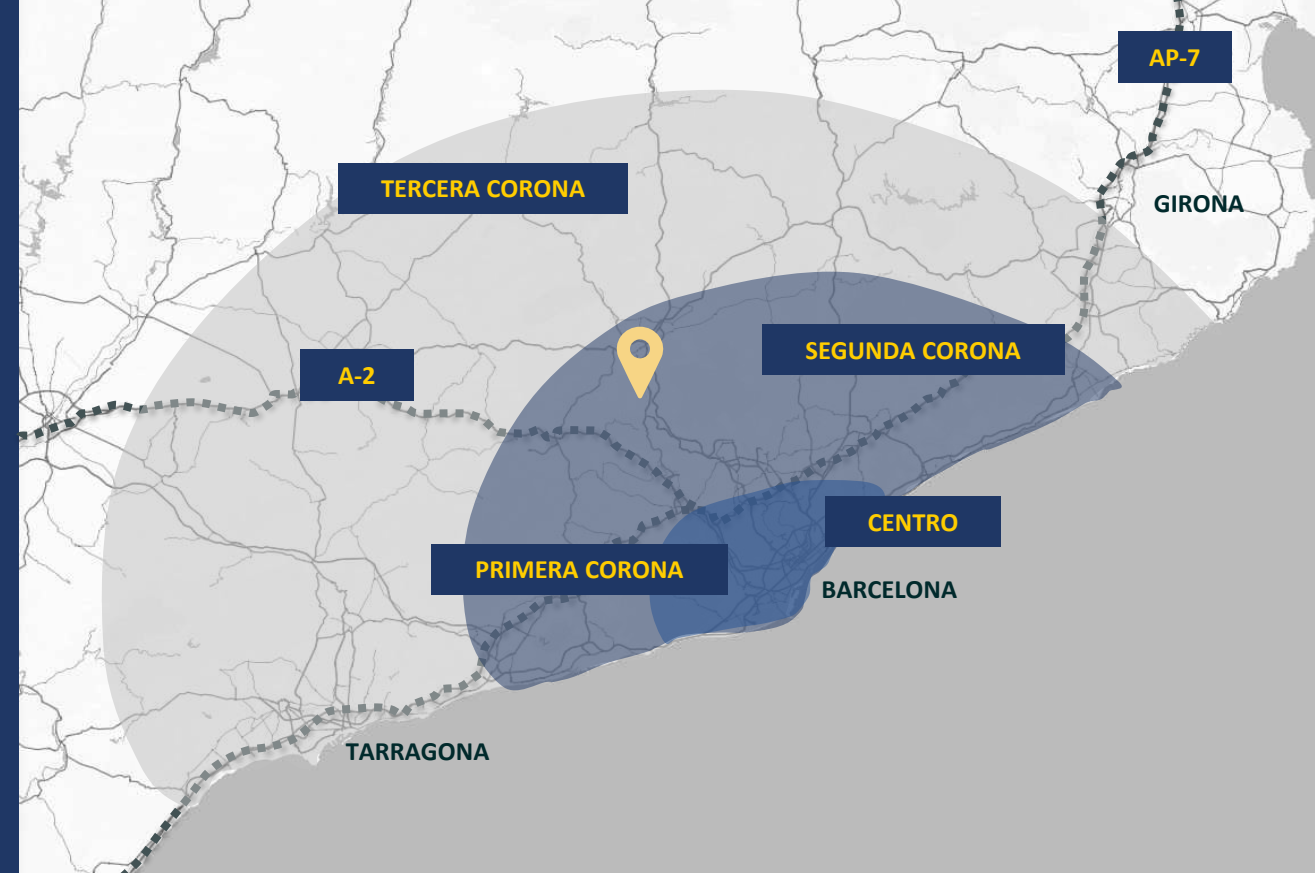 AP-7
TERCERA CORONA
GIRONA
SEGUNDA CORONA
A-2
CENTRO
PRIMERA CORONA
BARCELONA
TARRAGONA